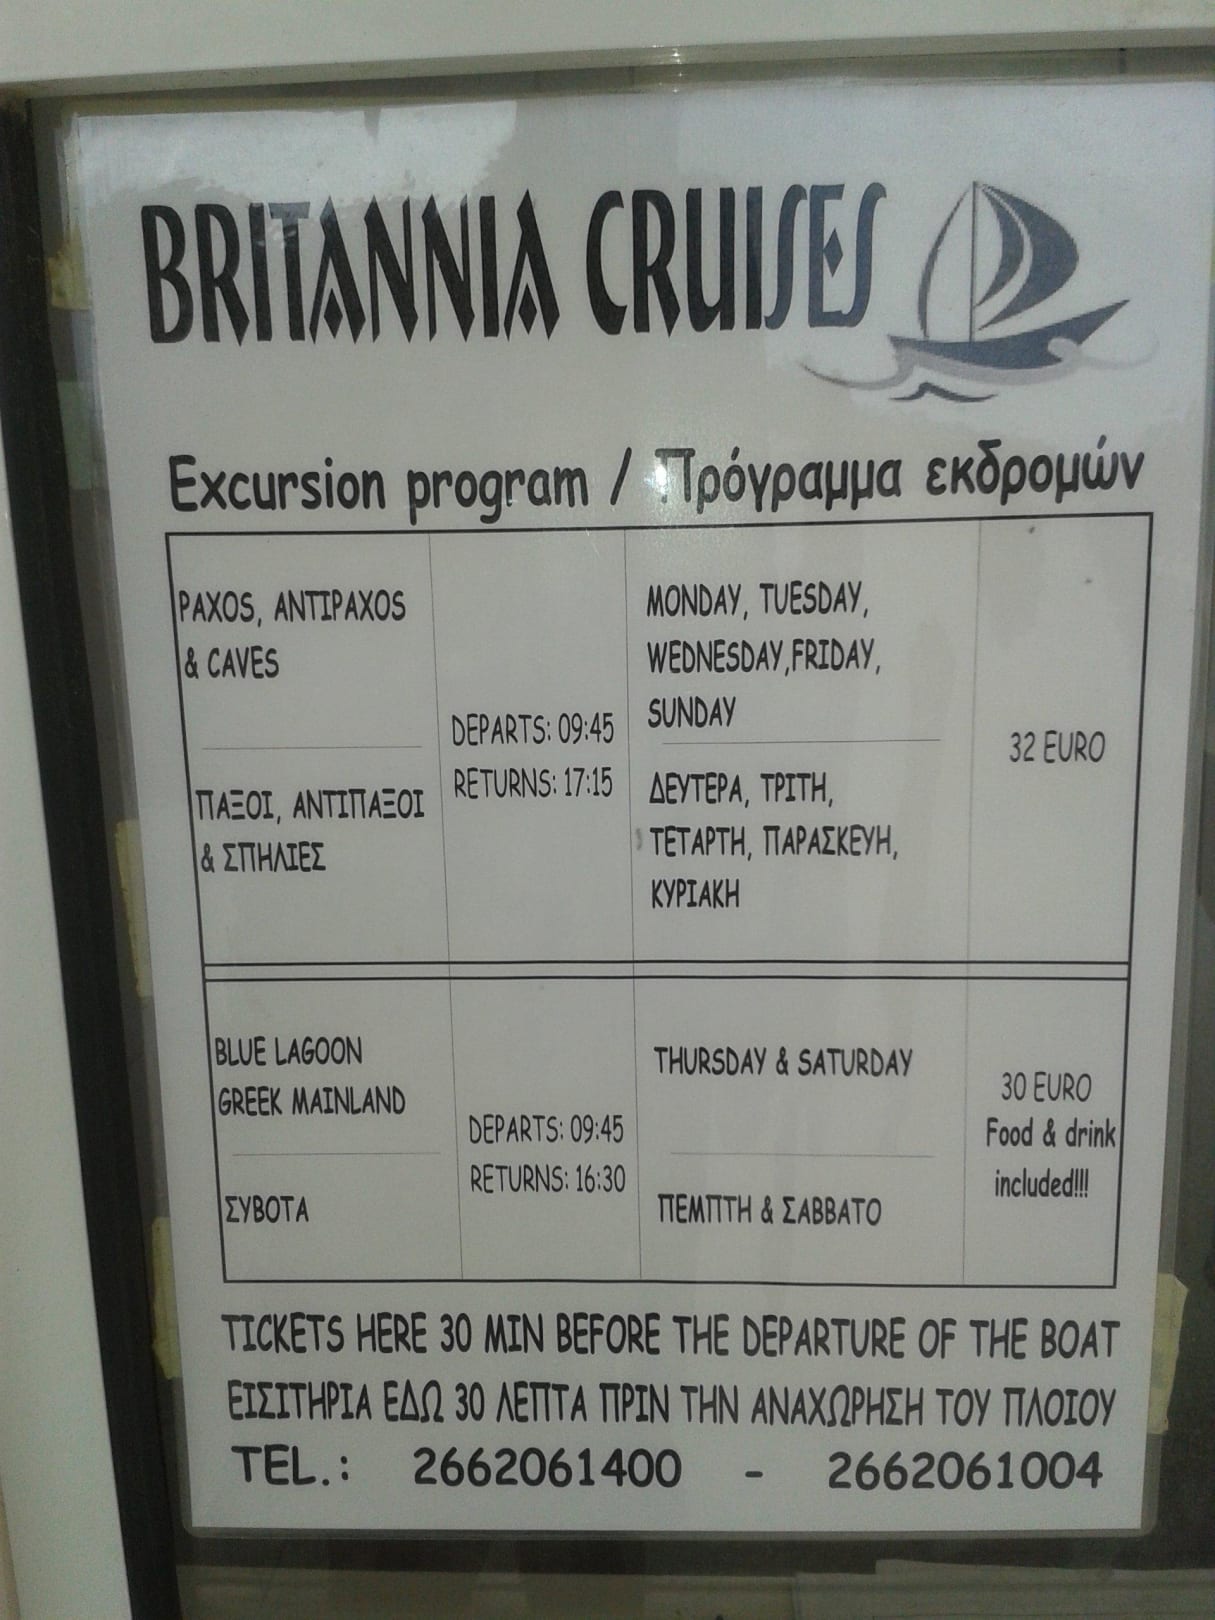 BRITANNIA CRUISES
Excursion program / Πρόγραμμα εκδρομών
PAXOS, ANTIPAXOS
& CAVES
ΠΑΞΟΙ, ΑΝΤΙΠΑΞΟΙ
& ΣΠΗΛΙΕΣ
DEPARTS: 09:45
RETURNS: 17:15
MONDAY, TUESDAY,
WEDNESDAY,FRIDAY,
SUNDAY
ΔΕΥΤΕΡΑ, ΤΡΙΤΗ,
ΤΕΤΑΡΤΗ, ΠΑΡΑΣΚΕΥΗ,
ΚΥΡΙΑΚΗ
32 EURO
BLUE LAGOON
GREEK MAINLAND
ΣΥΒΟΤΑ
DEPARTS: 09:45
RETURNS: 16:30
THURSDAY & SATURDAY
ΠΕΜΠΤΗ & ΣΑΒΒΑΤΟ
30 EURO
Food & drink
included!!!
TICKETS HERE 30 MIN BEFORE THE DEPARTURE OF THE BOAT
ΕΙΣΙΤΗΡΙΑ ΕΔΩ 30 ΛΕΠΤΑ ΠΡΙΝ ΤΗΝ ΑΝΑΧΩΡΗΣΗ ΤΟΥ ΠΛΟΙΟΥ
TEL.: 2662061400 - 2662061004